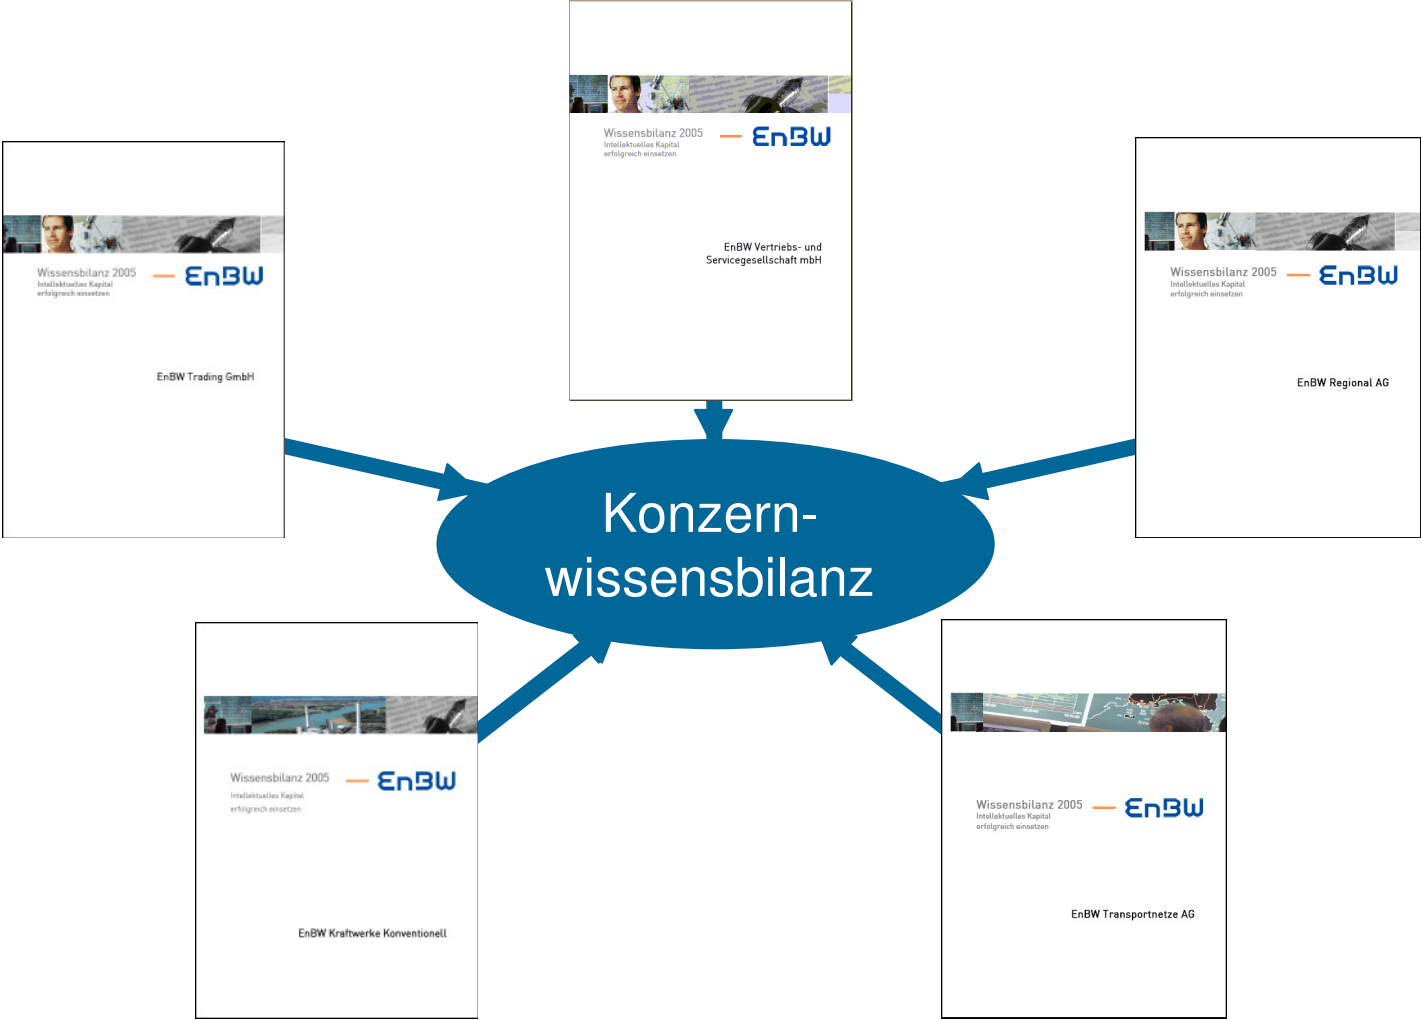 Wissensbilanz 2005
EnBW
Intellektuelles Kapital
erfolgreich einsetzen
EnBW Vertriebs- und
Servicegesellschaft mbH
Wissensbilanz 2005
EnBW
Intellektuelles Kapital
erfolgreich einsetzen
EnBW Trading GmbH
Wissensbilanz 2005
EnBW
Intellektuelles Kapital
erfolgreich einsetzen
EnBW Regional AG
Konzern-
wissensbilanz
Wissensbilanz 2005
EnBW
Intellektuelles Kapital
erfolgreich einsetzen
EnBW Kraftwerke Konventionell
Wissensbilanz 2005
EnBW
Intellektuelles Kapital
erfolgreich einsetzen
EnBW Transportnetze AG